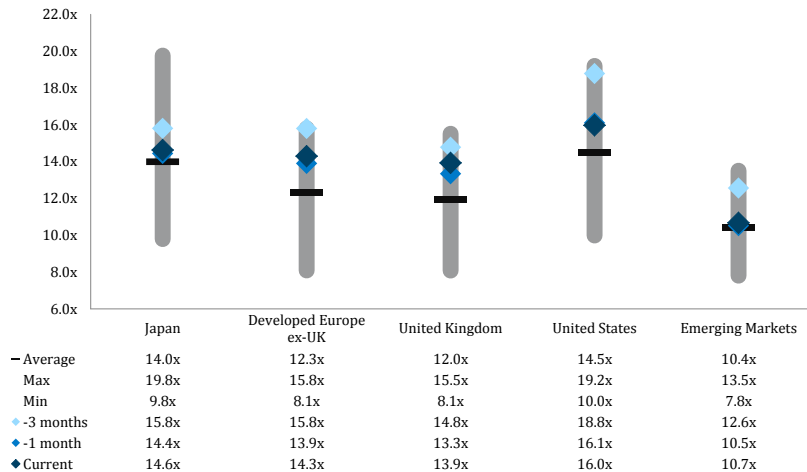 22.0x
20.0x
18.0x
16.0x
14.0x
12.0x
10.0x
8.0x
6.0x
Japan Developed Europe ex-UK United Kingdom United States Emerging Markets
Average 14.0x 12.3x 12.0x 14.5x 10.4x
Max 19.8x 15.8x 15.5x 19.2x 13.5x
Min 9.8x 8.1x 8.1x 10.0x 7.8x
-3 months 15.8x 15.8x 14.8x 18.8x 12.6x
-1 month 14.4x 13.9x 13.3x 16.1x 10.5x
Current 14.6x 14.3x 13.9x 16.0x 10.7x